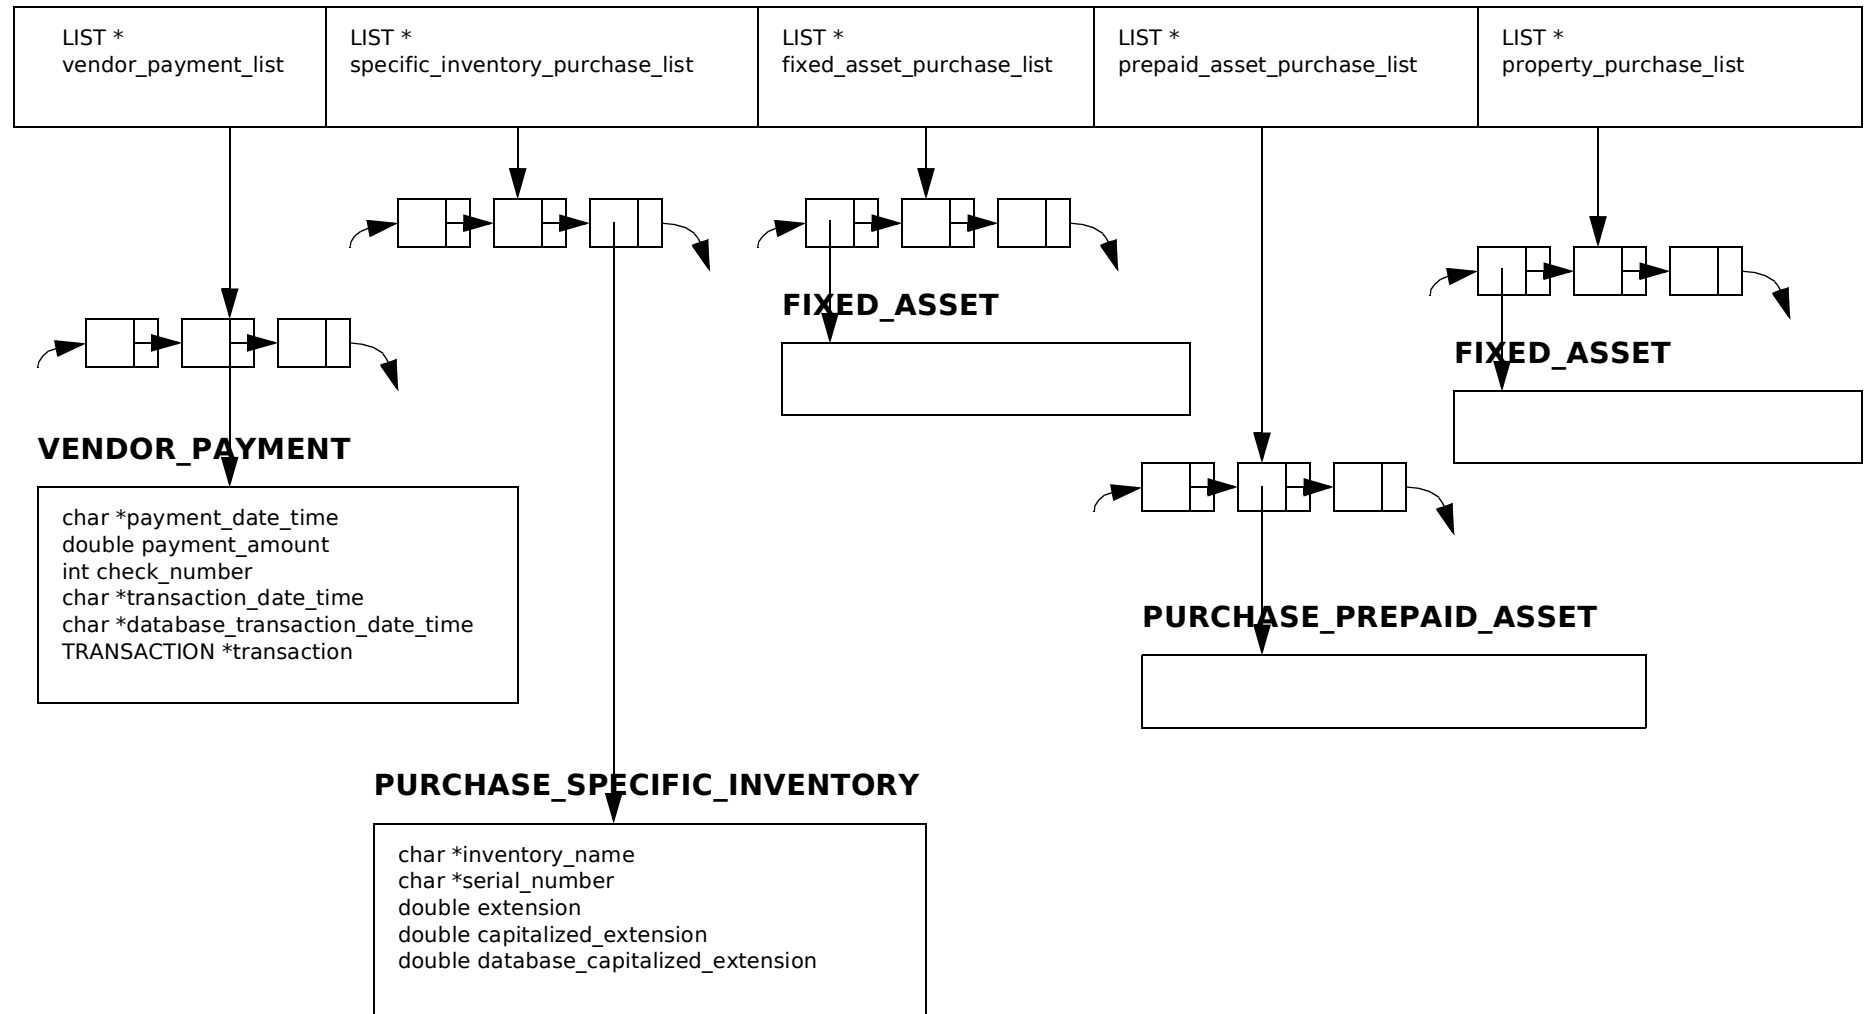 LIST *
vendor_payment_list
LIST *
specific_inventory_purchase_list
LIST *
fixed_asset_purchase_list
LIST *
prepaid_asset_purchase_list
LIST *
property_purchase_list
FIXED_ASSET
FIXED_ASSET
VENDOR_PAYMENT
char *payment_date_time
double payment_amount
int check_number
char *transaction_date_time
char *database_transaction_date_time
TRANSACTION *transaction
PURCHASE_PREPAID_ASSET
PURCHASE_SPECIFIC_INVENTORY
char *inventory_name
char *serial_number
double extension
double capitalized_extension
double database_capitalized_extension